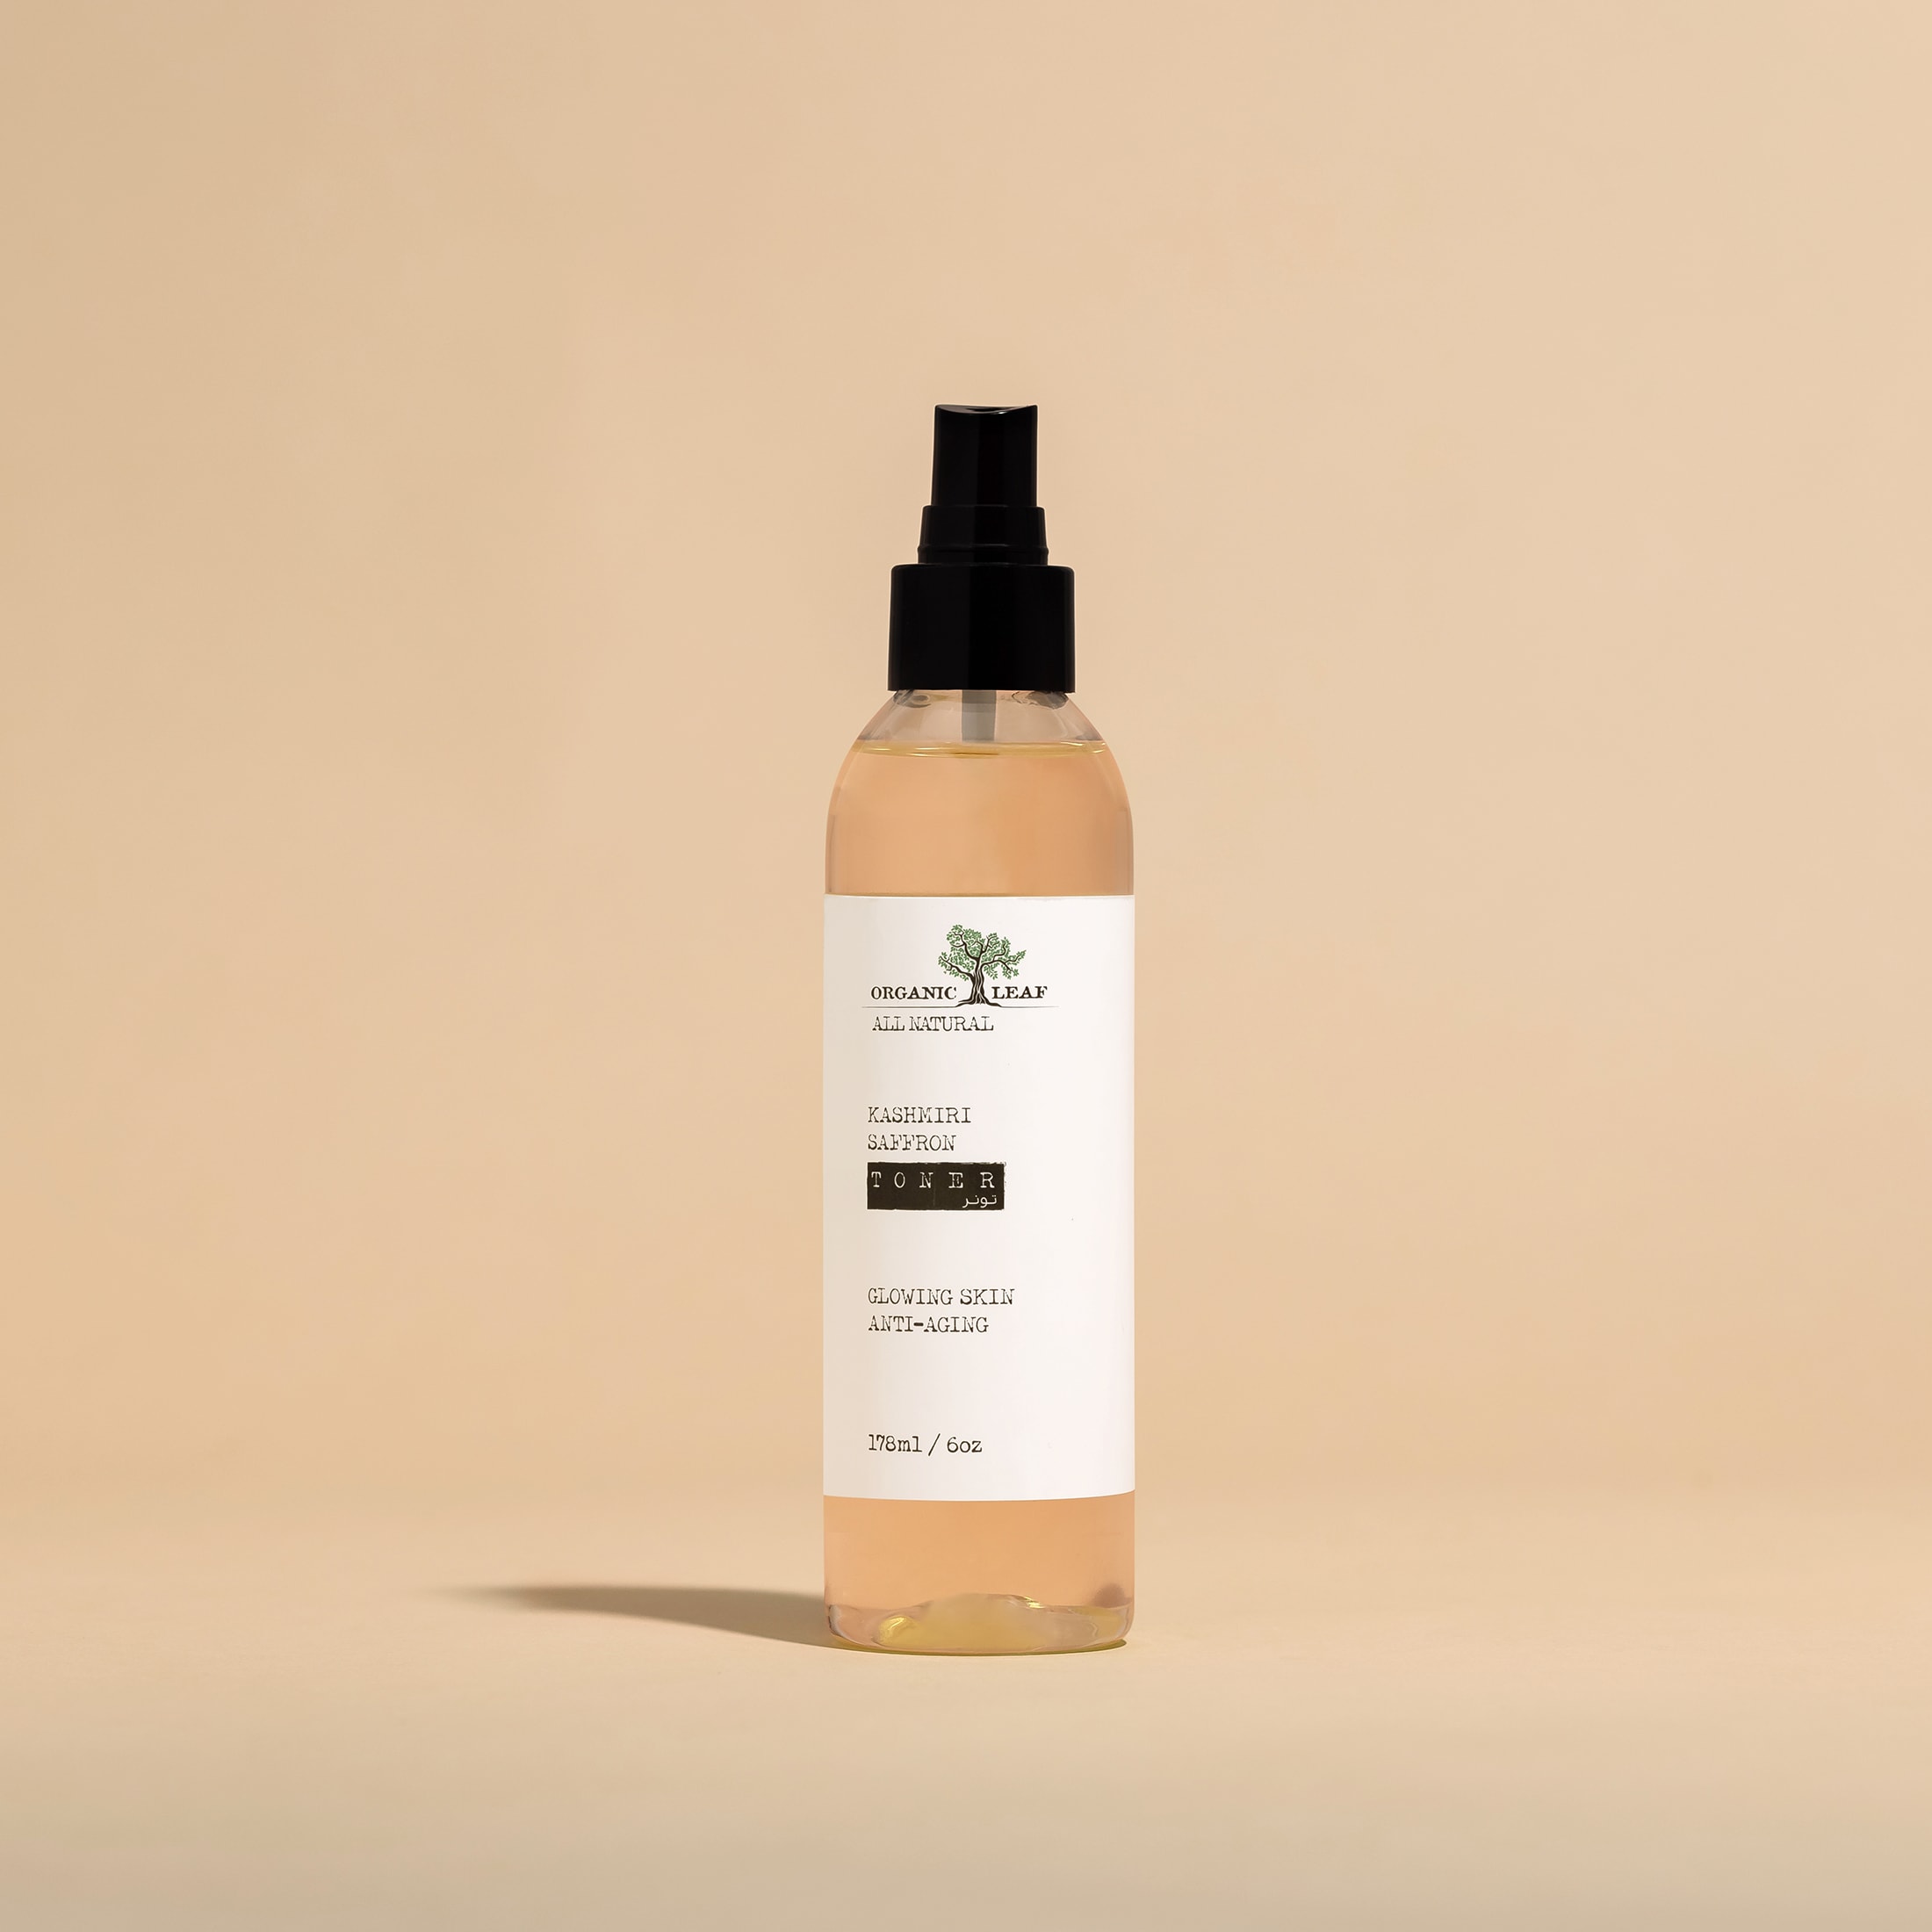 ORGANIC LEAF
ALL NATURAL
KASHMIRI
SAFFRON
TONER
تونر
GLOWING SKIN
ANTI-AGING
178ml / 6oz